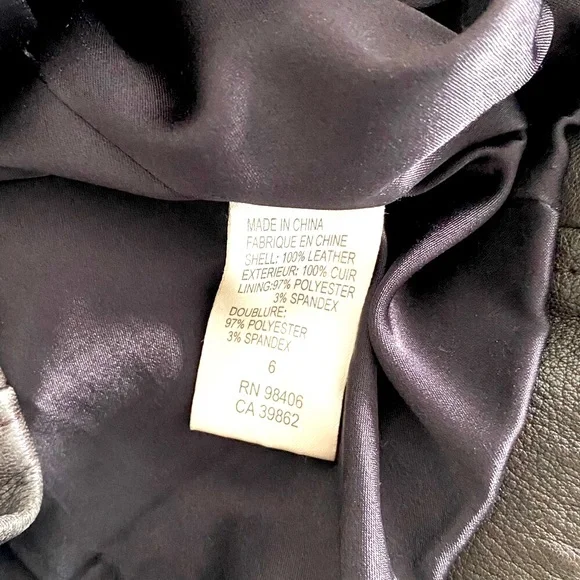 MADE IN CHINA
FABRIQUE EN CHINE
SHELL: 100% LEATHER
EXTERIEUR: 100% CUIR
LINING:97% POLYESTER
3% SPANDEX
DOUBLURE:
97% POLYESTER
3% SPANDEX
6
RN 98406
CA 39862